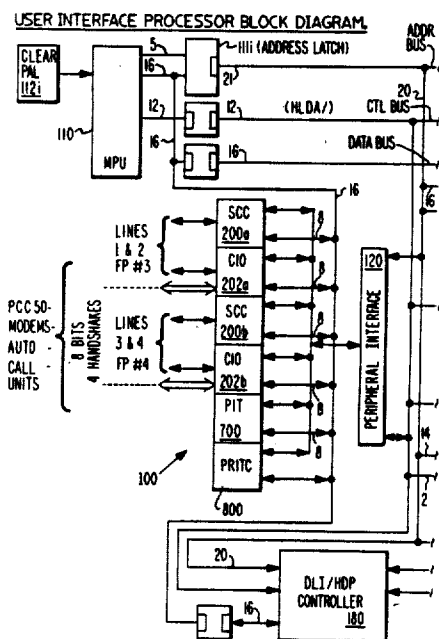 USER INTERFACE PROCESSOR BLOCK DIAGRAM.
CLEAR
PAL
112i
110
MPU
5
16
111i (ADDRESS LATCH)
21
12
12
(HLDA/)
16
16
ADDR
BUS
20
CTL BUS
DATA BUS
16
16
LINES
1 & 2
FP #3
SCC
200a
8
CIO
202a
8
PCC 50-
MODEMS-
AUTO
CALL
UNITS
8 BITS
4 HANDSHAKES
LINES
3 & 4
FP #4
SCC
200b
8
CIO
202b
8
PIT
700
8
PRITC
800
100
120
PERIPHERAL INTERFACE
14
2
20
DLI/HDP
CONTROLLER
180
16